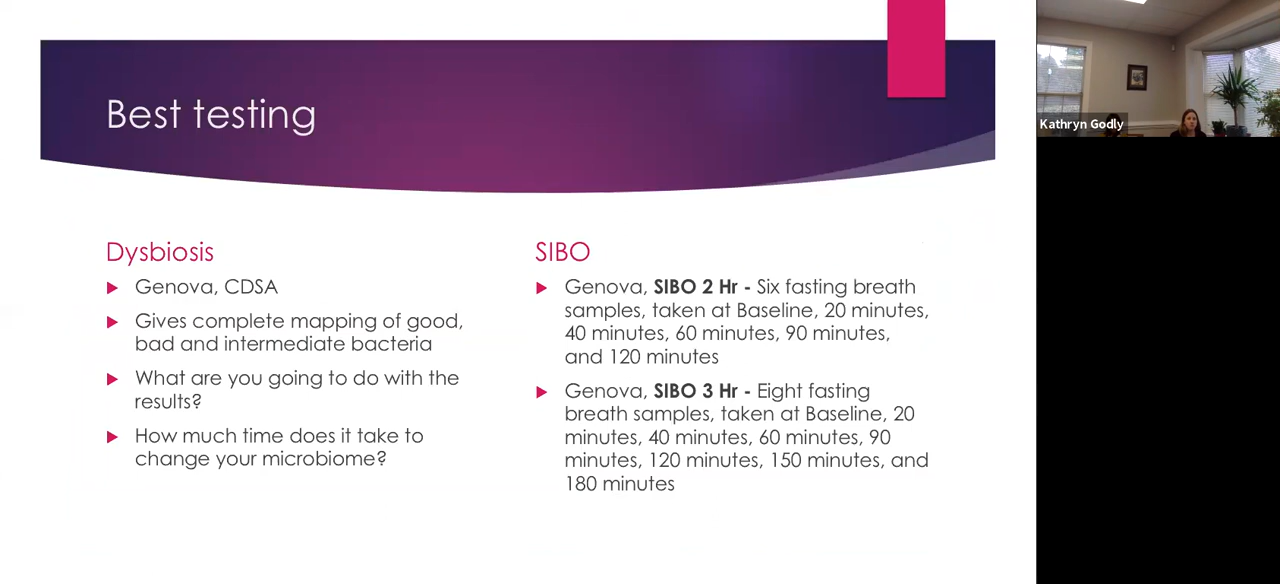 Best testing
Dysbiosis
Genova, CDSA
Gives complete mapping of good,
bad and intermediate bacteria
What are you going to do with the
results?
How much time does it take to
change your microbiome?
SIBO
Genova, SIBO 2 Hr - Six fasting breath
samples, taken at Baseline, 20 minutes,
40 minutes, 60 minutes, 90 minutes,
and 120 minutes
Genova, SIBO 3 Hr - Eight fasting
breath samples, taken at Baseline, 20
minutes, 40 minutes, 60 minutes, 90
minutes, 120 minutes, 150 minutes, and
180 minutes
Kathryn Godly